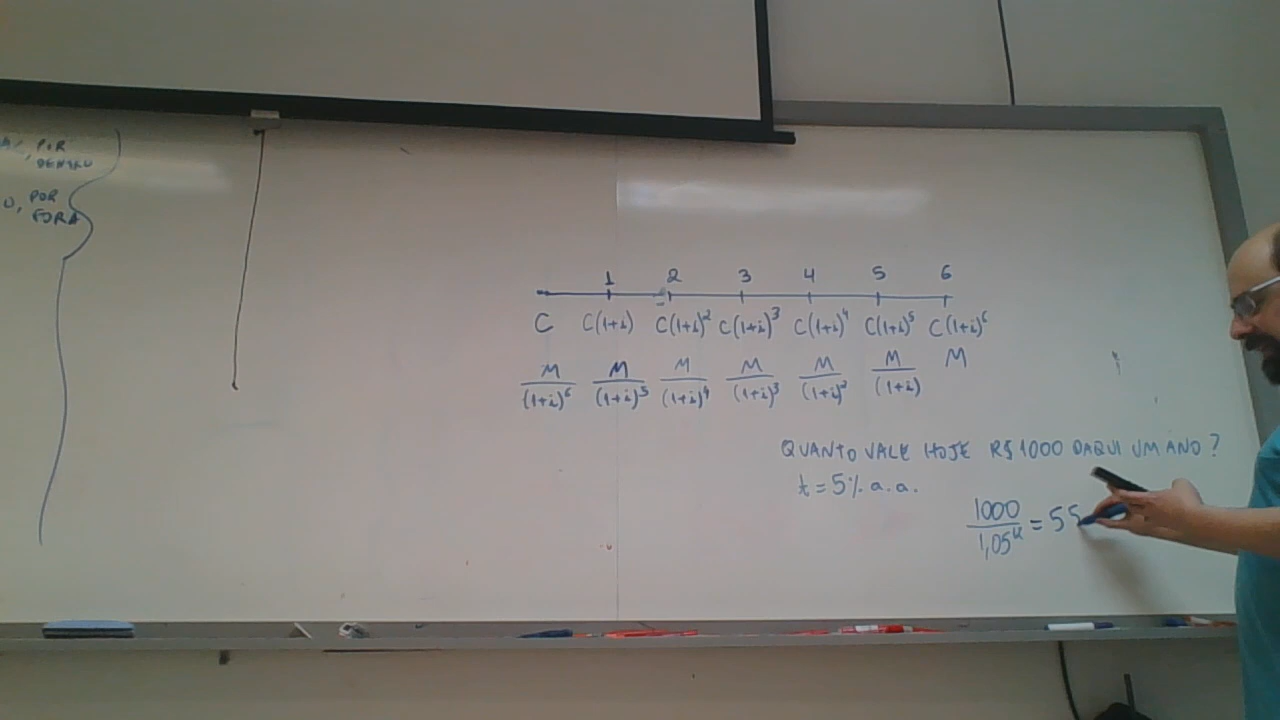 POR
DENTRO
O, POR
FORA
1 2 3 4 5 6
C C(1+i) C(1+i)² C(1+i)³ C(1+i)⁴ C(1+i)⁵ C(1+i)⁶
M/(1+i)⁶ M/(1+i)⁵ M/(1+i)⁴ M/(1+i)³ M/(1+i)² M/(1+i) M
QUANTO VALE HOJE R$1000 DAQUI UM ANO?
i = 5% a.a.
1000/1,05ᵏ = 55